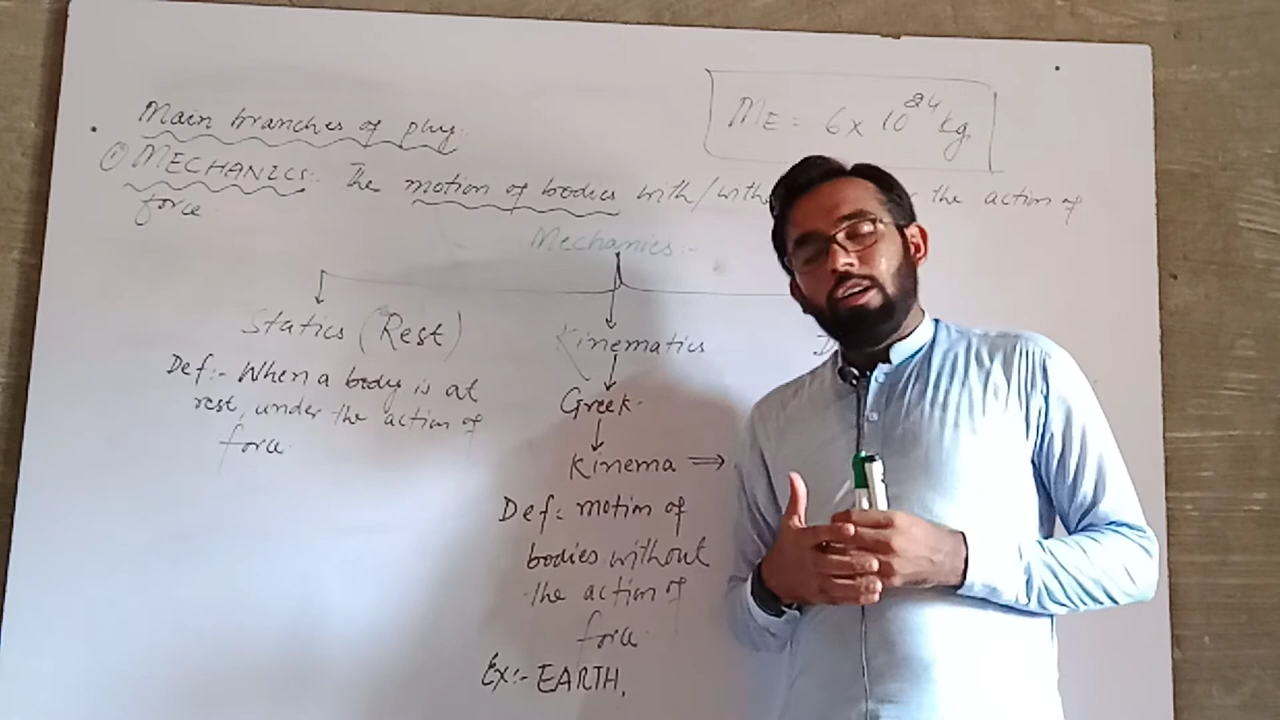 Main branches of phy.
ME = 6x10^24 kg
① MECHANICS:- The motion of bodies with/with the action of
force.
Mechanics:-
Statics (Rest)
Kinematics
D
Def:- When a body is at
rest, under the action of
force.
Greek.
Kinema ⇒
Def: motion of
bodies without
the action of
force.
Ex:- EARTH,